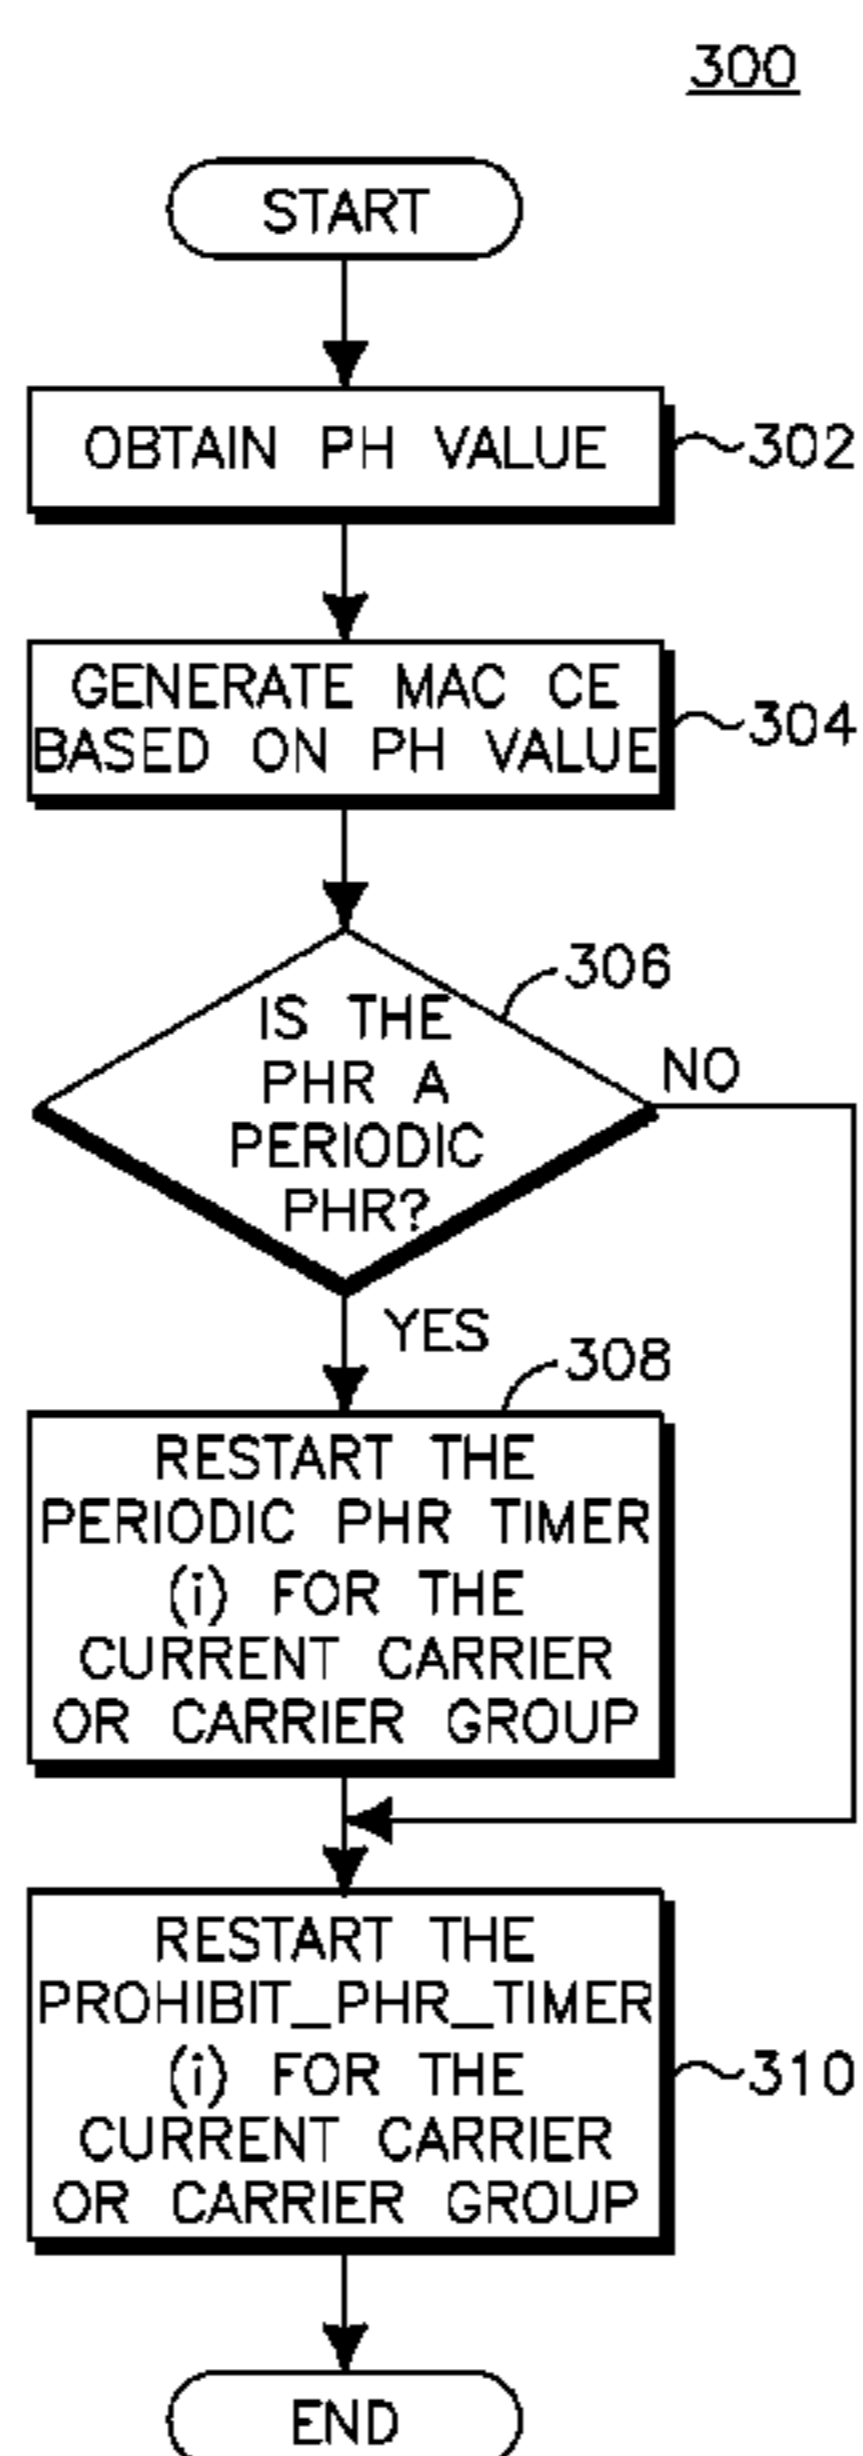 300
START
OBTAIN PH VALUE
302
GENERATE MAC CE
BASED ON PH VALUE
304
306
IS THE
PHR A
PERIODIC
PHR?
NO
YES
308
RESTART THE
PERIODIC PHR TIMER
(i) FOR THE
CURRENT CARRIER
OR CARRIER GROUP
RESTART THE
PROHIBIT_PHR_TIMER
(i) FOR THE
CURRENT CARRIER
OR CARRIER GROUP
310
END